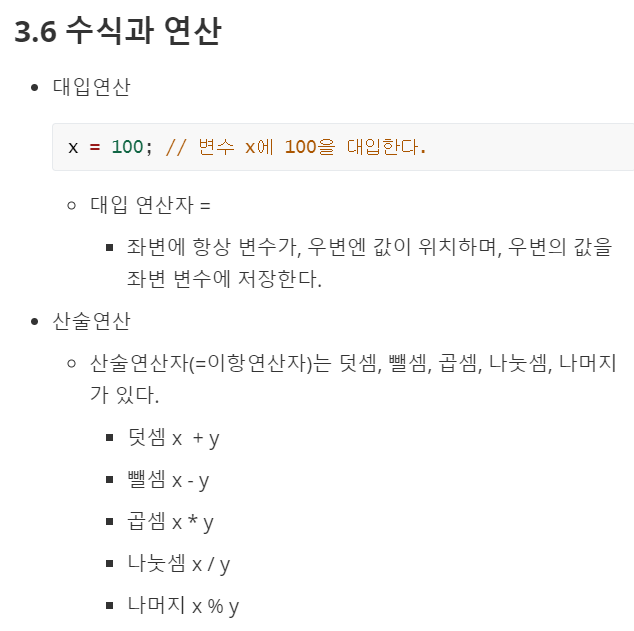 3.6 수식과 연산
대입연산
x = 100; // 변수 x에 100을 대입한다.
대입 연산자 =
좌변에 항상 변수가, 우변엔 값이 위치하며, 우변의 값을
좌변 변수에 저장한다.
산술연산
산술연산자(=이항연산자)는 덧셈, 뺄셈, 곱셈, 나눗셈, 나머지
가 있다.
덧셈 x + y
뺄셈 x - y
곱셈 x * y
나눗셈 x / y
나머지 x % y